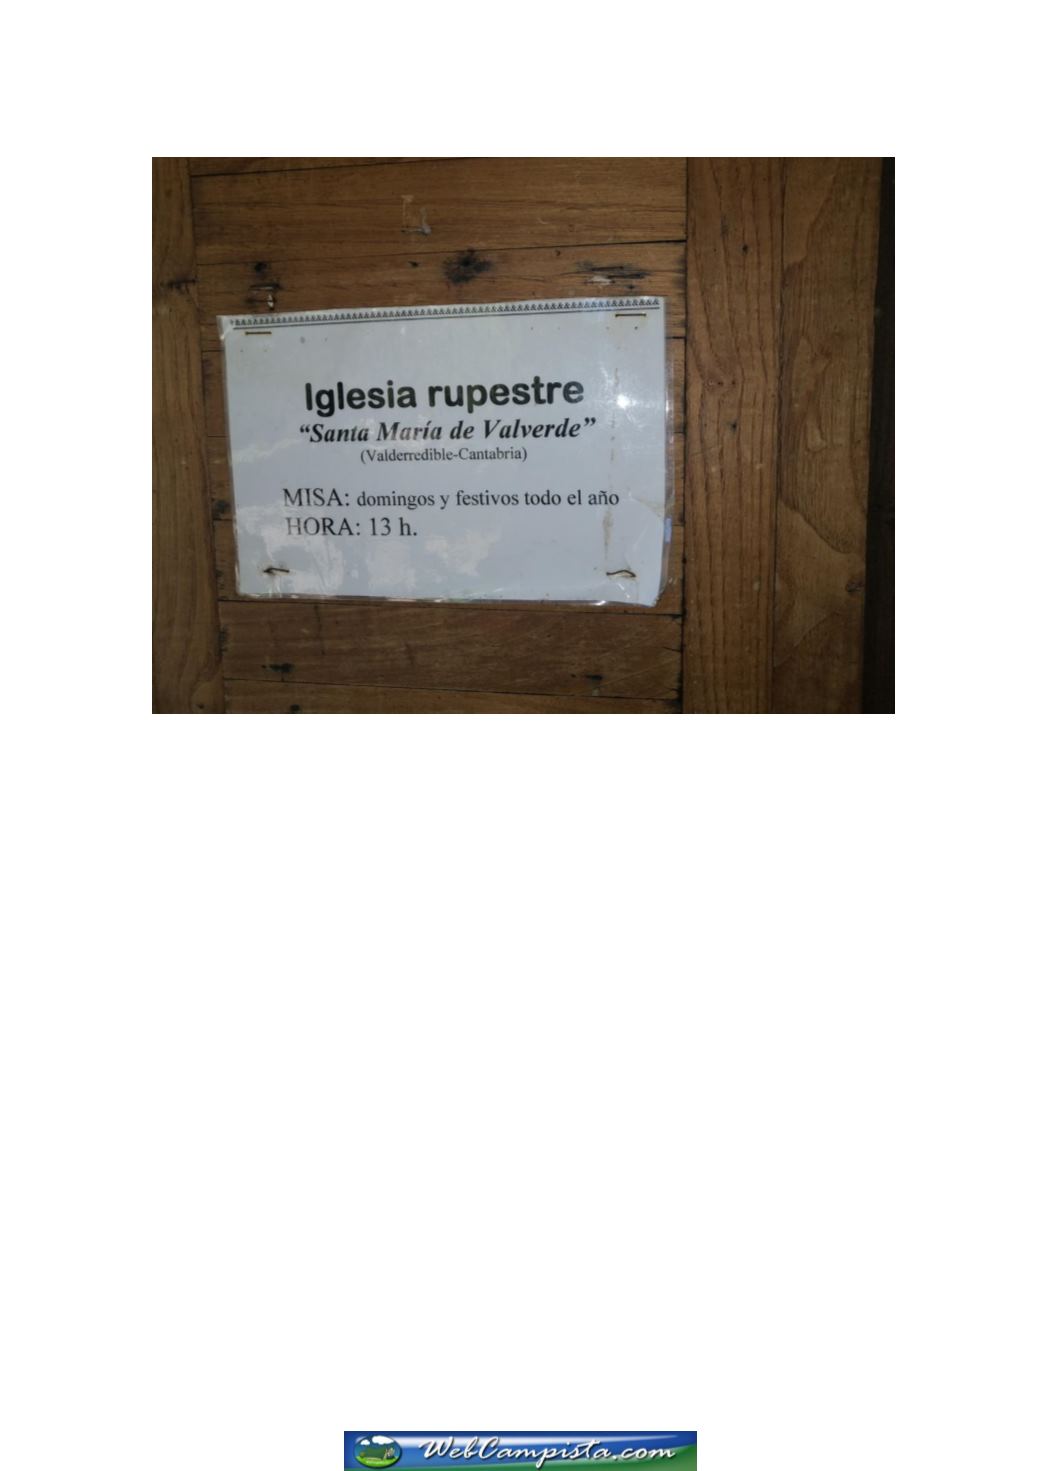 Iglesia rupestre
“Santa María de Valverde”
(Valderredible-Cantabria)
MISA: domingos y festivos todo el año
HORA: 13 h.
WebCampista.com